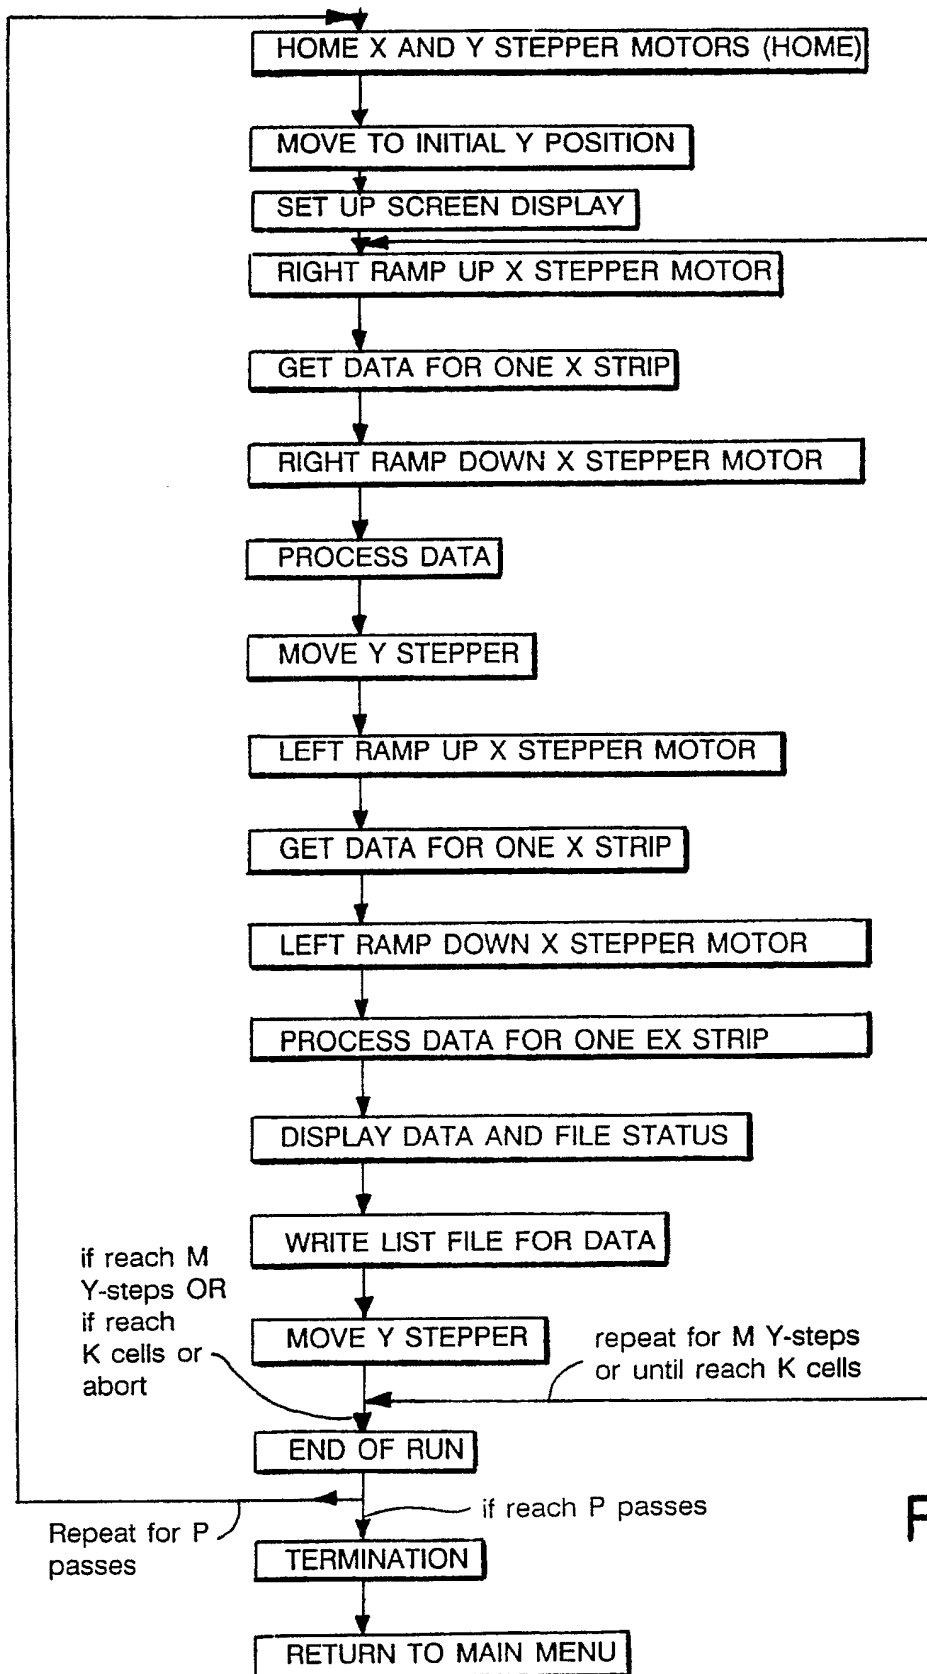 HOME X AND Y STEPPER MOTORS (HOME)
MOVE TO INITIAL Y POSITION
SET UP SCREEN DISPLAY
RIGHT RAMP UP X STEPPER MOTOR
GET DATA FOR ONE X STRIP
RIGHT RAMP DOWN X STEPPER MOTOR
PROCESS DATA
MOVE Y STEPPER
LEFT RAMP UP X STEPPER MOTOR
GET DATA FOR ONE X STRIP
LEFT RAMP DOWN X STEPPER MOTOR
PROCESS DATA FOR ONE EX STRIP
DISPLAY DATA AND FILE STATUS
WRITE LIST FILE FOR DATA
if reach M
Y-steps OR
if reach
K cells or
abort
MOVE Y STEPPER
repeat for M Y-steps
or until reach K cells
END OF RUN
if reach P passes
Repeat for P
passes
TERMINATION
RETURN TO MAIN MENU